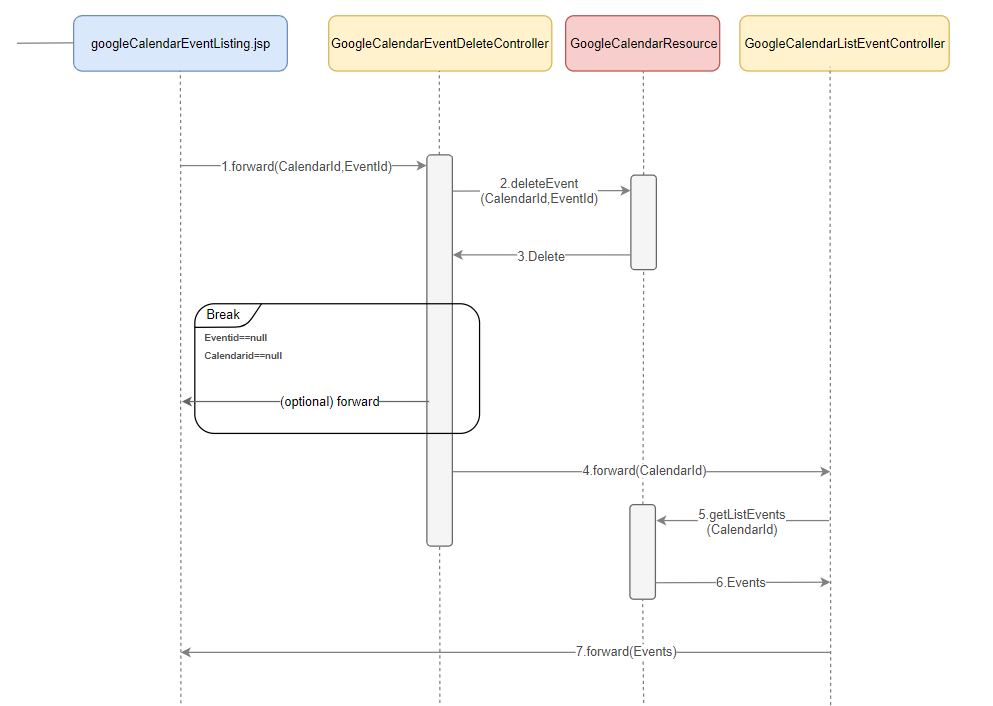 googleCalendarEventListing.jsp
GoogleCalendarEventDeleteController
GoogleCalendarResource
GoogleCalendarListEventController
1.forward(CalendarId,EventId)
2.deleteEvent
(CalendarId,EventId)
3.Delete
Break
Eventid==null
Calendarid==null
(optional) forward
4.forward(CalendarId)
5.getListEvents
(CalendarId)
6.Events
7.forward(Events)